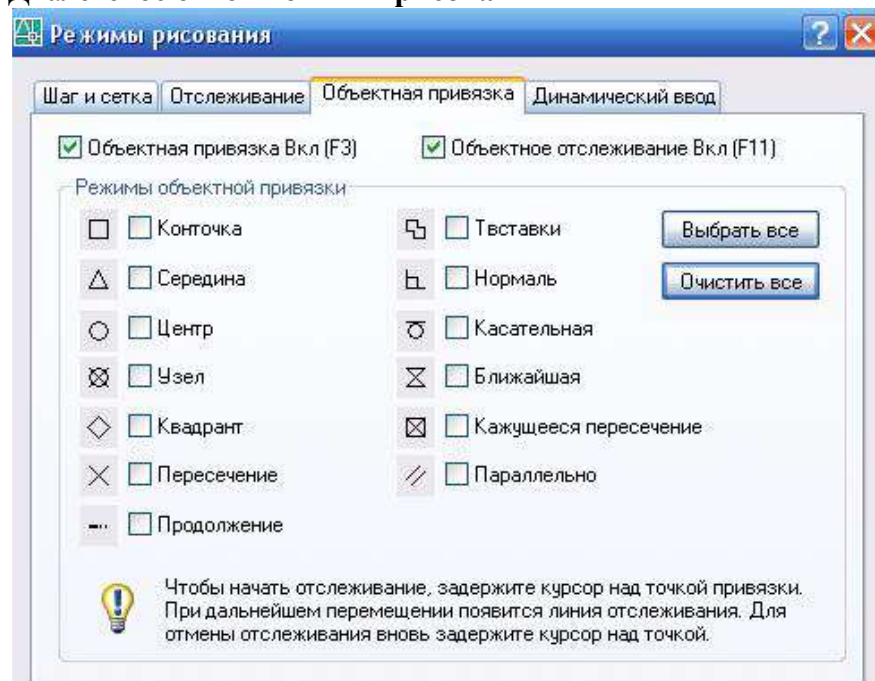 Режимы рисования
Шаг и сетка Отслеживание Объектная привязка Динамический ввод
Объектная привязка Вкл (F3) Объектное отслеживание Вкл (F11)
Режимы объектной привязки
Конточка Твставки Выбрать все
Середина Нормаль Очистить все
Центр Касательная
Узел Ближайшая
Квадрант Кажущееся пересечение
Пересечение Параллельно
Продолжение
Чтобы начать отслеживание, задержите курсор над точкой привязки.
При дальнейшем перемещении появится линия отслеживания. Для
отмены отслеживания вновь задержите курсор над точкой.